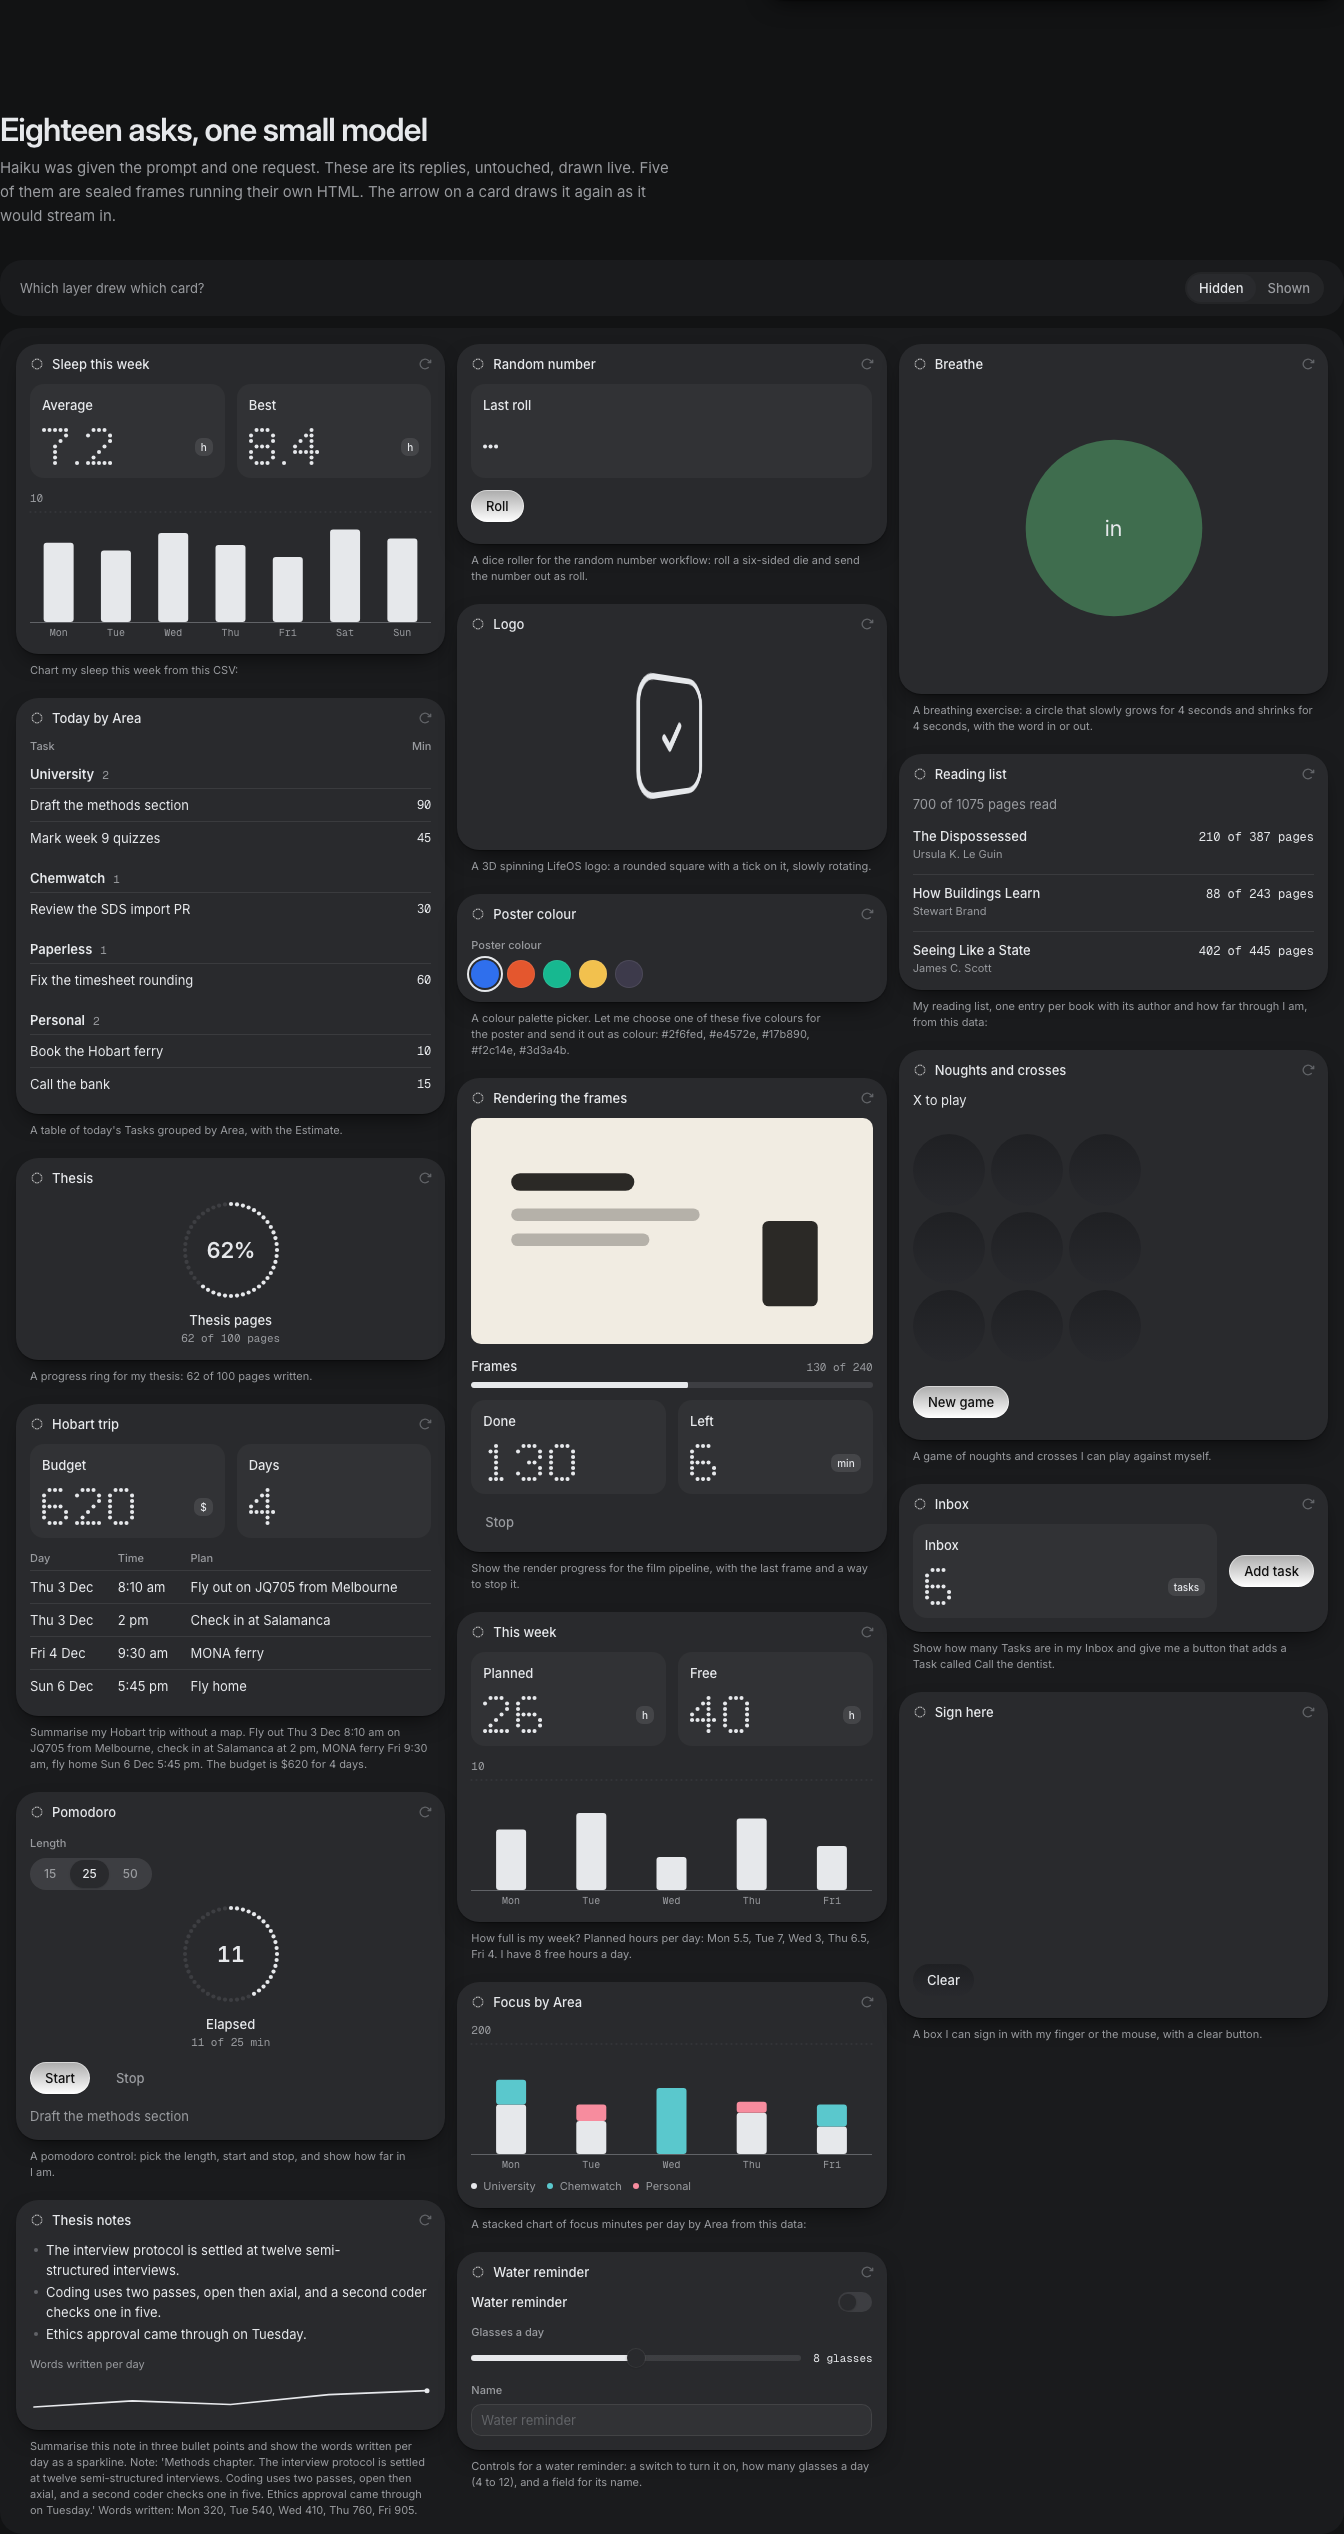 Eighteen asks, one small model
Haiku was given the prompt and one request. These are its replies, untouched, drawn live. Five
of them are sealed frames running their own HTML. The arrow on a card draws it again as it
would stream in.
Which layer drew which card?
Hidden Shown
Sleep this week
Average Best
7.2 h 8.4 h
10
Mon Tue Wed Thu Fri Sat Sun
Chart my sleep this week from this CSV:
Today by Area
Task Min
University 2
Draft the methods section 90
Mark week 9 quizzes 45
Chemwatch 1
Review the SDS import PR 30
Paperless 1
Fix the timesheet rounding 60
Personal 2
Book the Hobart ferry 10
Call the bank 15
A table of today's Tasks grouped by Area, with the Estimate.
Thesis
62%
Thesis pages
62 of 100 pages
A progress ring for my thesis: 62 of 100 pages written.
Hobart trip
Budget Days
620 $ 4
Day Time Plan
Thu 3 Dec 8:10 am Fly out on JQ705 from Melbourne
Thu 3 Dec 2 pm Check in at Salamanca
Fri 4 Dec 9:30 am MONA ferry
Sun 6 Dec 5:45 pm Fly home
Summarise my Hobart trip without a map. Fly out Thu 3 Dec 8:10 am on
JQ705 from Melbourne, check in at Salamanca at 2 pm, MONA ferry Fri 9:30
am, fly home Sun 6 Dec 5:45 pm. The budget is $620 for 4 days.
Pomodoro
Length
15 25 50
11
Elapsed
11 of 25 min
Start Stop
Draft the methods section
A pomodoro control: pick the length, start and stop, and show how far in
I am.
Thesis notes
The interview protocol is settled at twelve semi-
structured interviews.
Coding uses two passes, open then axial, and a second coder
checks one in five.
Ethics approval came through on Tuesday.
Words written per day
Summarise this note in three bullet points and show the words written per
day as a sparkline. Note: 'Methods chapter. The interview protocol is settled
at twelve semi-structured interviews. Coding uses two passes, open then
axial, and a second coder checks one in five. Ethics approval came through
on Tuesday.' Words written: Mon 320, Tue 540, Wed 410, Thu 760, Fri 905.
Random number
Last roll
Roll
A dice roller for the random number workflow: roll a six-sided die and send
the number out as roll.
Logo
A 3D spinning LifeOS logo: a rounded square with a tick on it, slowly rotating.
Poster colour
Poster colour
A colour palette picker. Let me choose one of these five colours for
the poster and send it out as colour: #2f6fed, #e4572e, #17b890,
#f2c14e, #3d3a4b.
Rendering the frames
Frames 130 of 240
Done Left
130 6 min
Stop
Show the render progress for the film pipeline, with the last frame and a way
to stop it.
This week
Planned Free
26 h 40 h
10
Mon Tue Wed Thu Fri
How full is my week? Planned hours per day: Mon 5.5, Tue 7, Wed 3, Thu 6.5,
Fri 4. I have 8 free hours a day.
Focus by Area
200
Mon Tue Wed Thu Fri
University Chemwatch Personal
A stacked chart of focus minutes per day by Area from this data:
Water reminder
Water reminder
Glasses a day
8 glasses
Name
Water reminder
Controls for a water reminder: a switch to turn it on, how many glasses a day
(4 to 12), and a field for its name.
Breathe
in
A breathing exercise: a circle that slowly grows for 4 seconds and shrinks for
4 seconds, with the word in or out.
Reading list
700 of 1075 pages read
The Dispossessed 210 of 387 pages
Ursula K. Le Guin
How Buildings Learn 88 of 243 pages
Stewart Brand
Seeing Like a State 402 of 445 pages
James C. Scott
My reading list, one entry per book with its author and how far through I am,
from this data:
Noughts and crosses
X to play
New game
A game of noughts and crosses I can play against myself.
Inbox
Inbox
6 tasks
Add task
Show how many Tasks are in my Inbox and give me a button that adds a
Task called Call the dentist.
Sign here
Clear
A box I can sign in with my finger or the mouse, with a clear button.